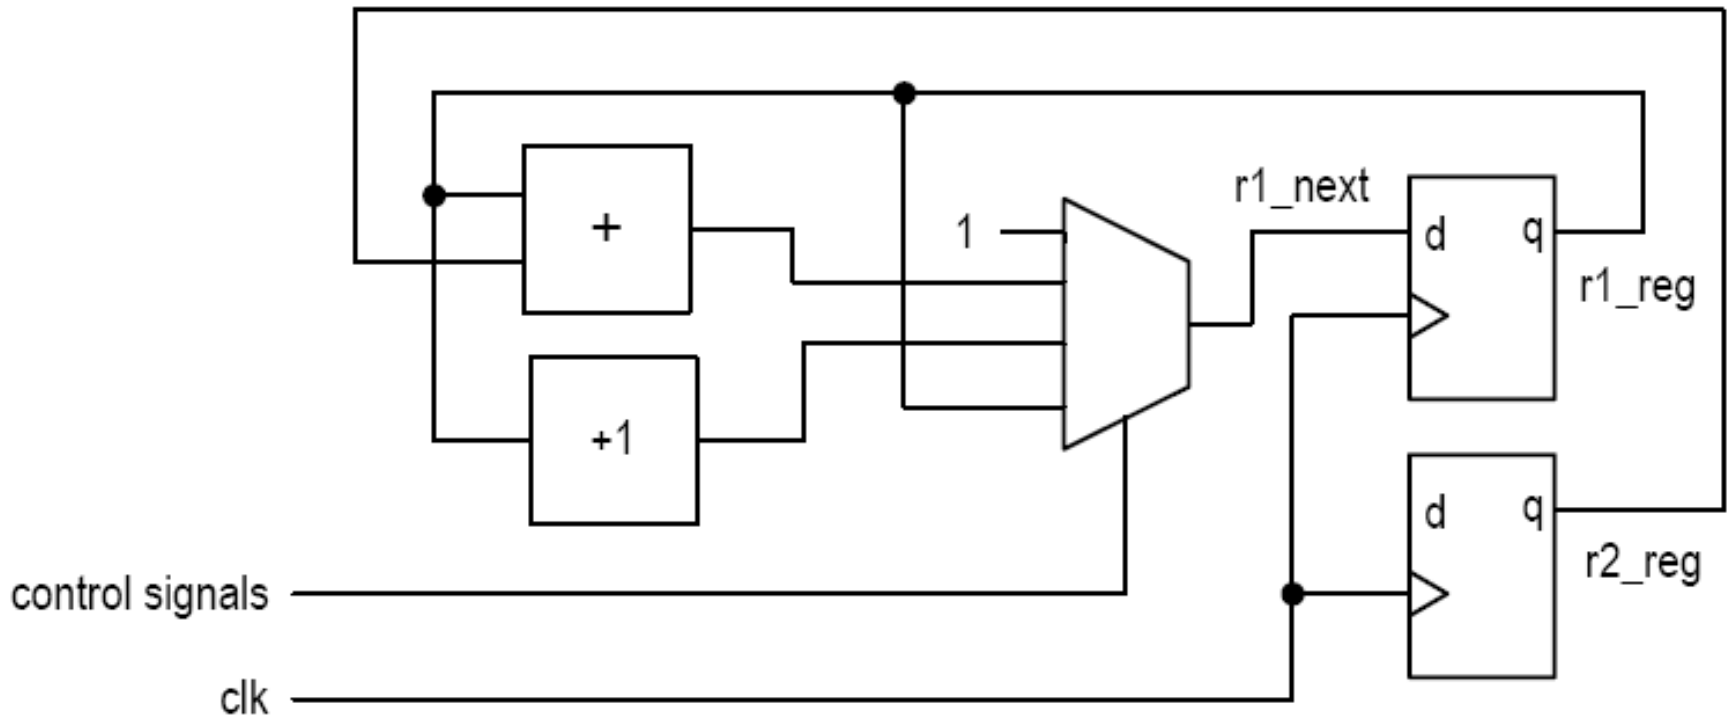 r1_next
+
1
d
q
r1_reg
+1
d
q
r2_reg
control signals
clk